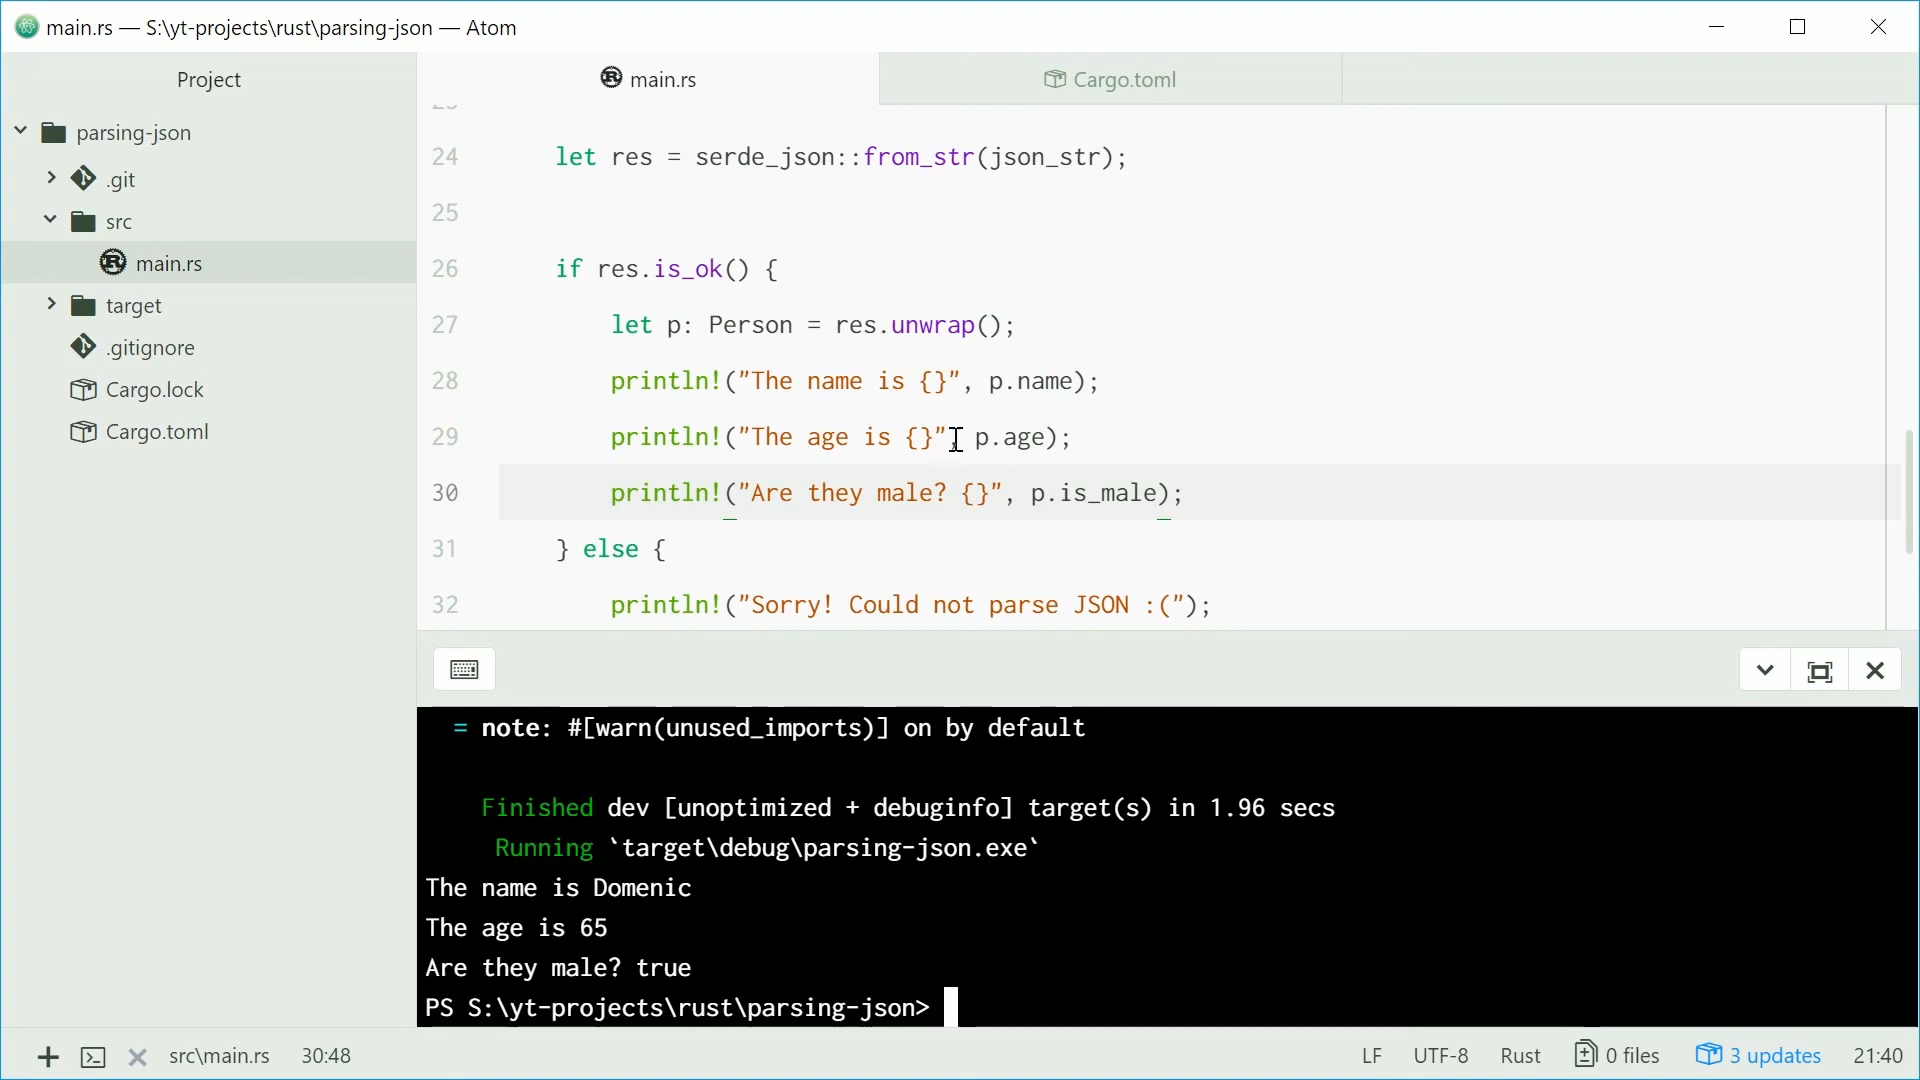 main.rs — S:\yt-projects\rust\parsing-json — Atom
Project
main.rs
Cargo.toml
parsing-json
.git
src
main.rs
target
.gitignore
Cargo.lock
Cargo.toml
24 let res = serde_json::from_str(json_str);
25
26 if res.is_ok() {
27 let p: Person = res.unwrap();
28 println!("The name is {}", p.name);
29 println!("The age is {}", p.age);
30 println!("Are they male? {}", p.is_male);
31 } else {
32 println!("Sorry! Could not parse JSON :(");
= note: #[warn(unused_imports)] on by default
Finished dev [unoptimized + debuginfo] target(s) in 1.96 secs
Running `target\debug\parsing-json.exe`
The name is Domenic
The age is 65
Are they male? true
PS S:\yt-projects\rust\parsing-json>
src\main.rs 30:48 LF UTF-8 Rust 0 files 3 updates 21:40